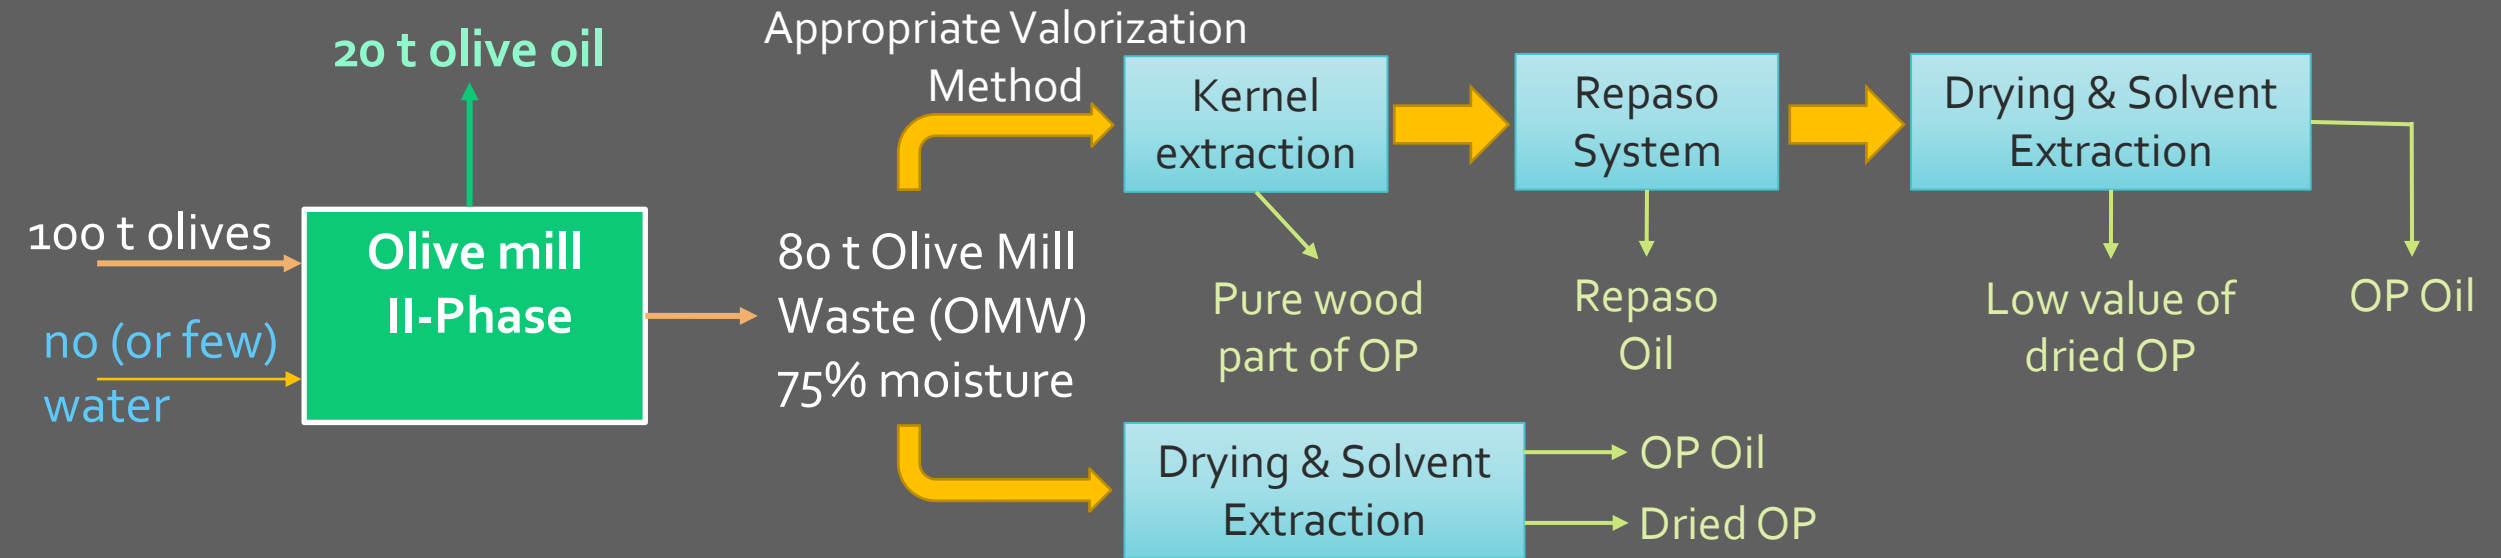 20 t olive oil
100 t olives
no (or few)
water
Olive mill
II-Phase
80 t Olive Mill
Waste (OMW)
75% moisture
Appropriate Valorization
Method
Kernel
extraction
Repaso
System
Drying & Solvent
Extraction
Pure wood
part of OP
Repaso
Oil
Low value of
dried OP
OP Oil
Drying & Solvent
Extraction
OP Oil
Dried OP